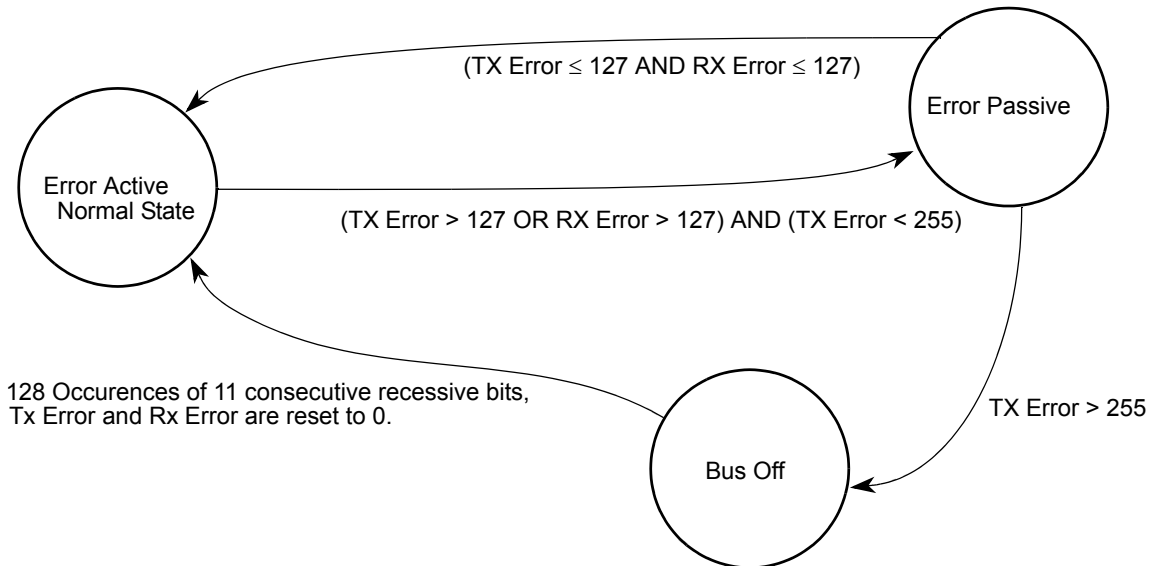 (TX Error ≤ 127 AND RX Error ≤ 127)
Error Passive
Error Active
Normal State
(TX Error > 127 OR RX Error > 127) AND (TX Error < 255)
128 Occurences of 11 consecutive recessive bits,
Tx Error and Rx Error are reset to 0.
TX Error > 255
Bus Off